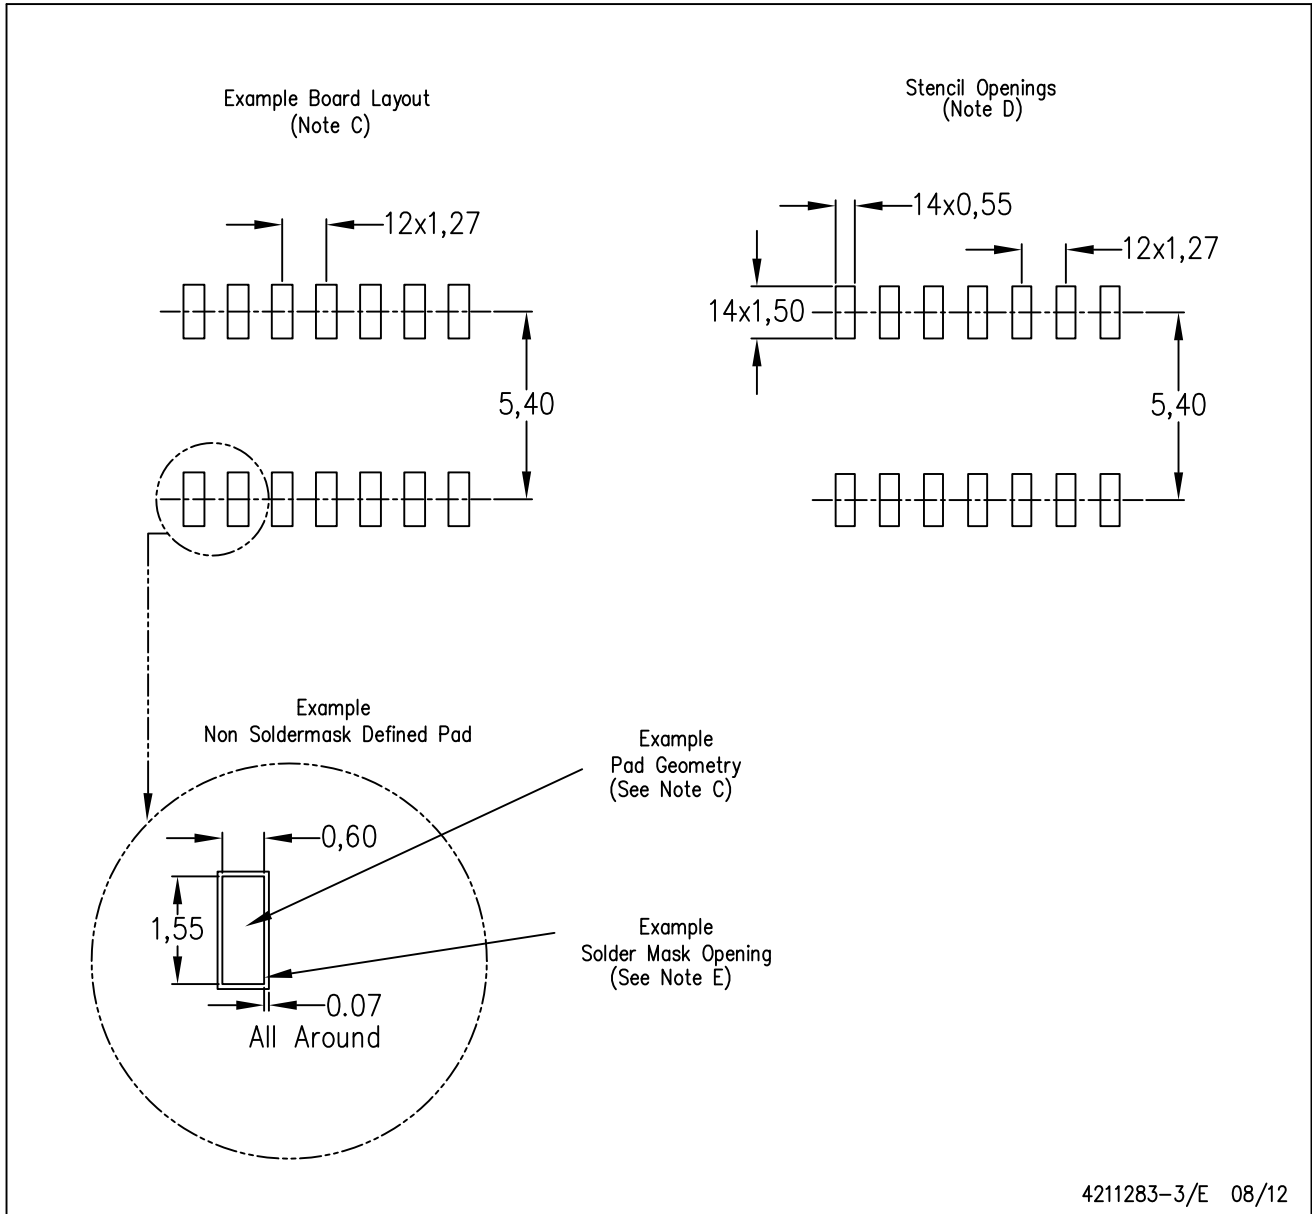 Example Board Layout
(Note C)
12x1,27
5,40
Stencil Openings
(Note D)
14x0,55
12x1,27
14x1,50
5,40
Example
Non Soldermask Defined Pad
0,60
1,55
0.07
All Around
Example
Pad Geometry
(See Note C)
Example
Solder Mask Opening
(See Note E)
4211283-3/E 08/12